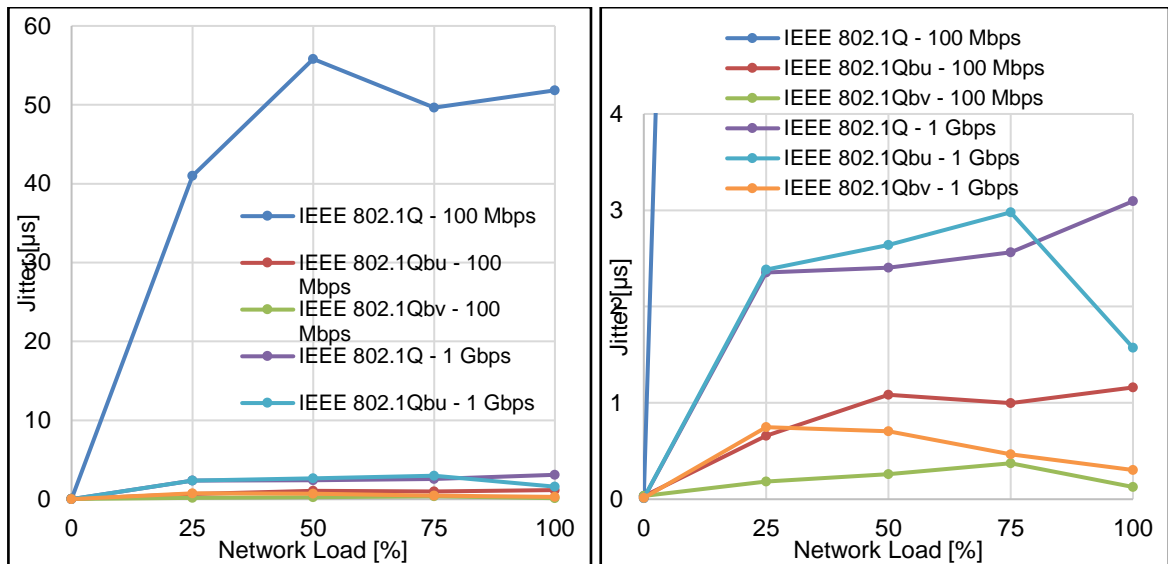 60
50
40
30
20
10
0
Jitter [µs]
IEEE 802.1Q - 100 Mbps
IEEE 802.1Qbu - 100
Mbps
IEEE 802.1Qbv - 100
Mbps
IEEE 802.1Q - 1 Gbps
IEEE 802.1Qbu - 1 Gbps
0 25 50 75 100
Network Load [%]
IEEE 802.1Q - 100 Mbps
IEEE 802.1Qbu - 100 Mbps
IEEE 802.1Qbv - 100 Mbps
IEEE 802.1Q - 1 Gbps
IEEE 802.1Qbu - 1 Gbps
IEEE 802.1Qbv - 1 Gbps
4
3
2
1
0
Jitter [µs]
0 25 50 75 100
Network Load [%]